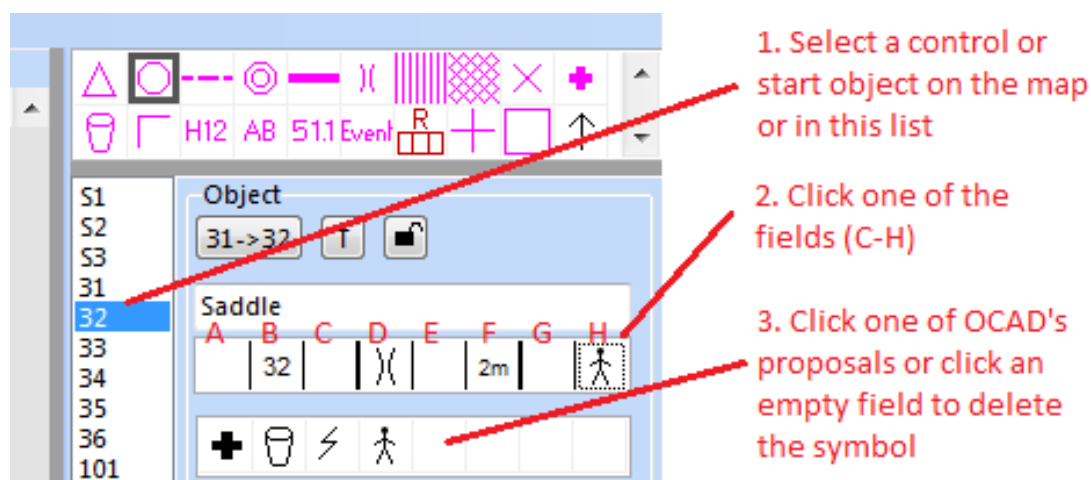 1. Select a control or
start object on the map
or in this list
H12 AB 51.1 Event R
S1
S2
S3
31
32
33
34
35
36
101
Object
31->32 T
Saddle
A B C D E F G H
32 2m
2. Click one of the
fields (C-H)
3. Click one of OCAD's
proposals or click an
empty field to delete
the symbol